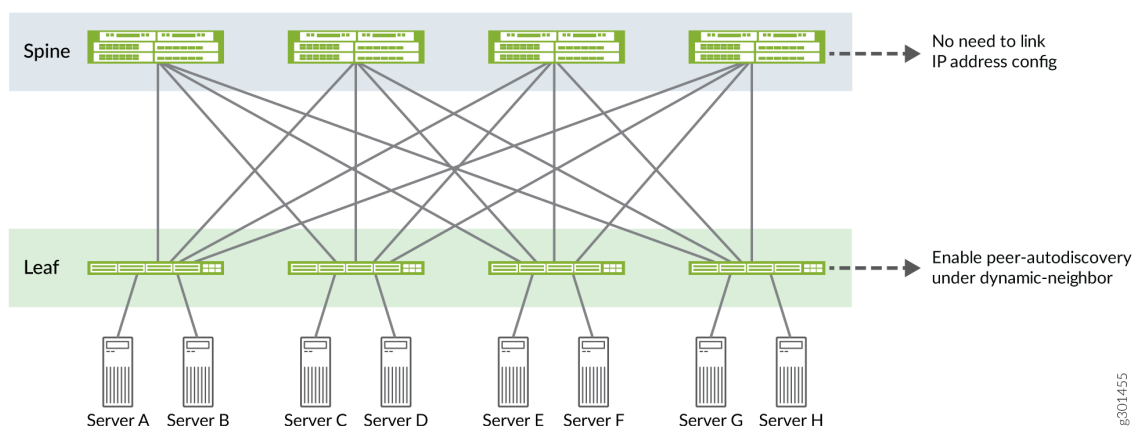 Spine
No need to link
IP address config
Leaf
Enable peer-autodiscovery
under dynamic-neighbor
Server A
Server B
Server C
Server D
Server E
Server F
Server G
Server H
g301455